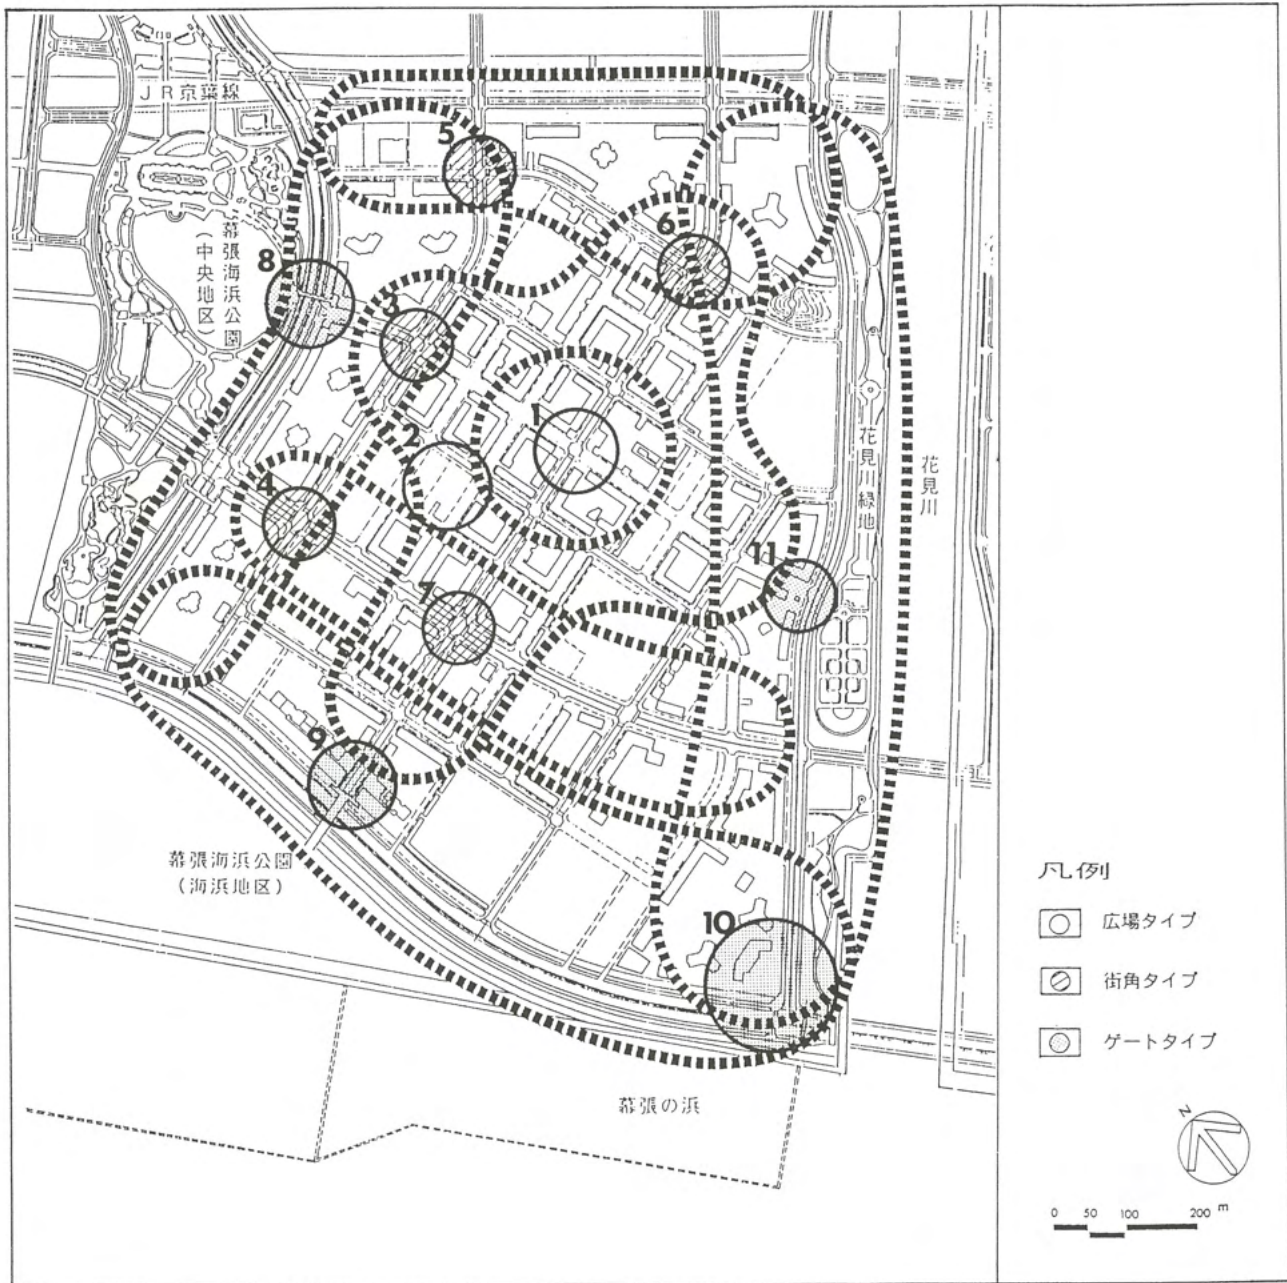 JR京葉線
5
6
8
幕張海浜公園
(中央地区)
3
1
2
4
花見川緑地
花見川
11
7
9
幕張海浜公園
(海浜地区)
10
幕張の浜
凡例
広場タイプ
街角タイプ
ゲートタイプ
N
0 50 100 200 m